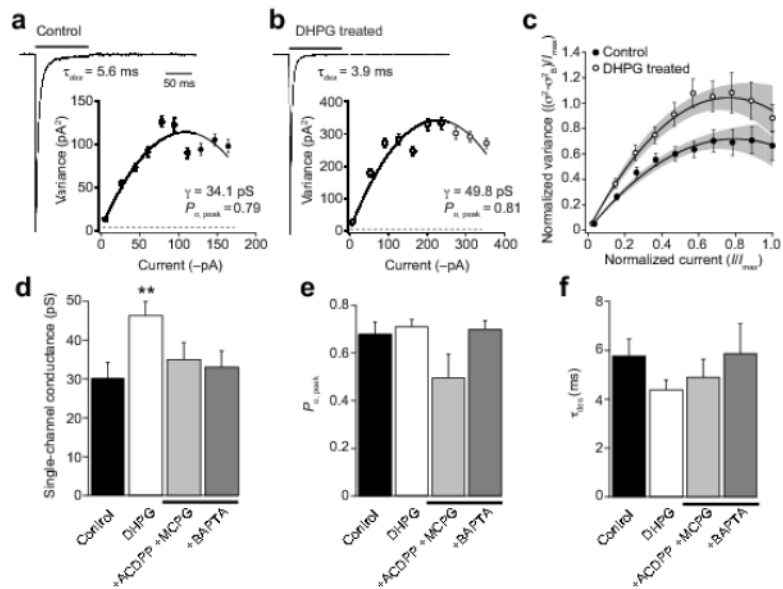 a Control
τdes = 5.6 ms
50 ms
Variance (pA²)
150
100
50
0
γ = 34.1 pS
Po, peak = 0.79
0 50 100 150 200
Current (–pA)
b DHPG treated
τdes = 3.9 ms
Variance (pA²)
400
300
200
100
0
γ = 49.8 pS
Po, peak = 0.81
0 100 200 300 400
Current (–pA)
c
Control
DHPG treated
Normalized variance ((σ²-σ²B)/Imax)
1.4
1.2
1.0
0.8
0.6
0.4
0.2
0
0 0.2 0.4 0.6 0.8 1.0
Normalized current (I/Imax)
d
Single-channel conductance (pS)
50
40
30
20
10
0
**
Control
DHPG
+ACDPP +MCPG
+BAPTA
e
Po, peak
0.8
0.6
0.4
0.2
0
Control
DHPG
+ACDPP +MCPG
+BAPTA
f
τdes (ms)
8
6
4
2
0
Control
DHPG
+ACDPP +MCPG
+BAPTA